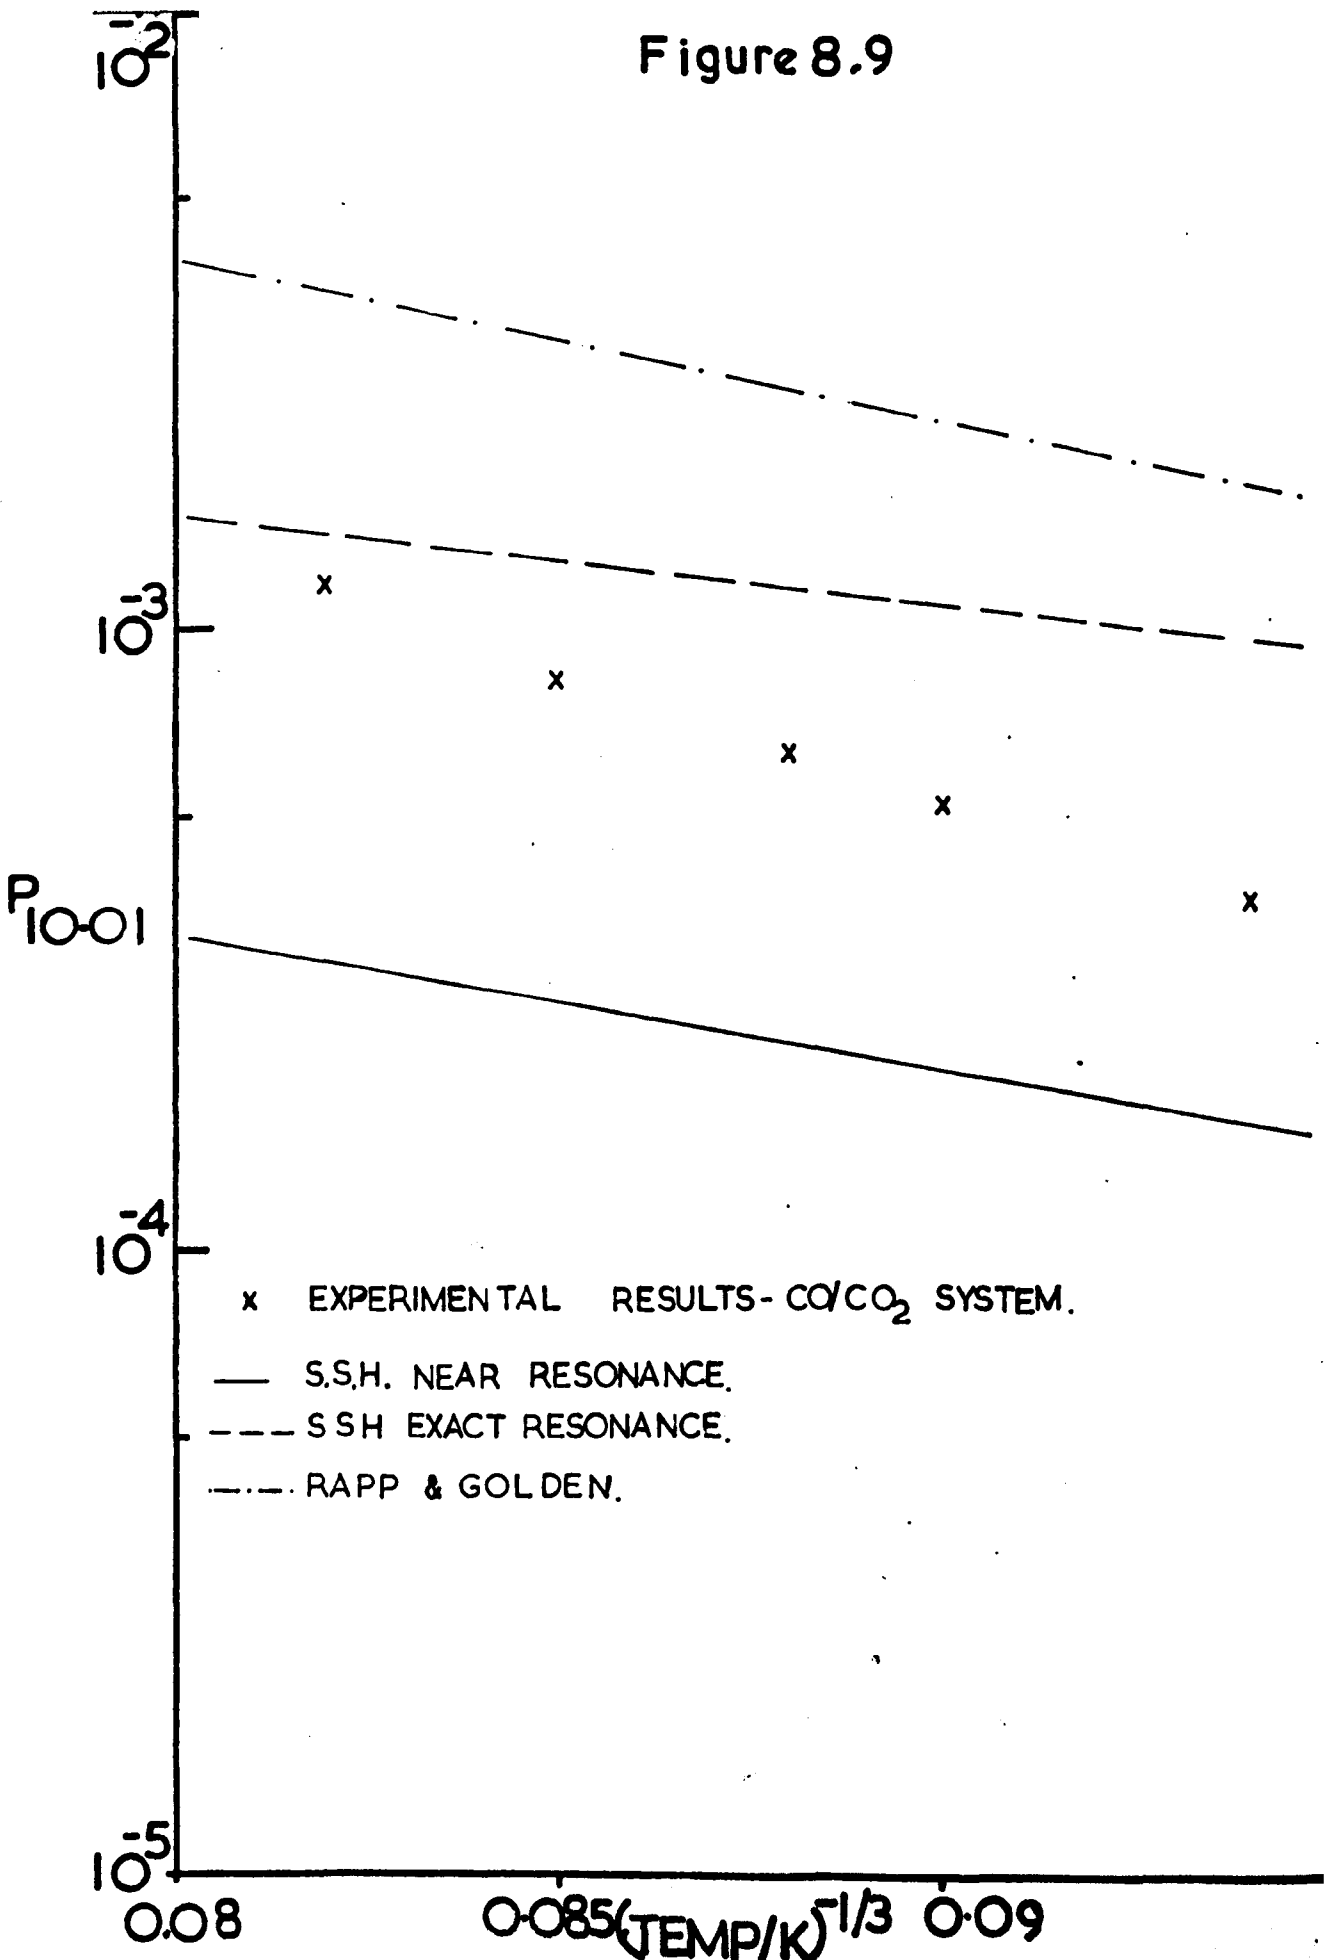 Figure 8.9
10⁻²
10⁻³
P₁₀₋₀₁
10⁻⁴
x EXPERIMENTAL RESULTS - CO/CO₂ SYSTEM.
S.S.H. NEAR RESONANCE.
SSH EXACT RESONANCE.
RAPP & GOLDEN.
10⁻⁵
0.08 0.085 (TEMP/K)⁻¹/³ 0.09